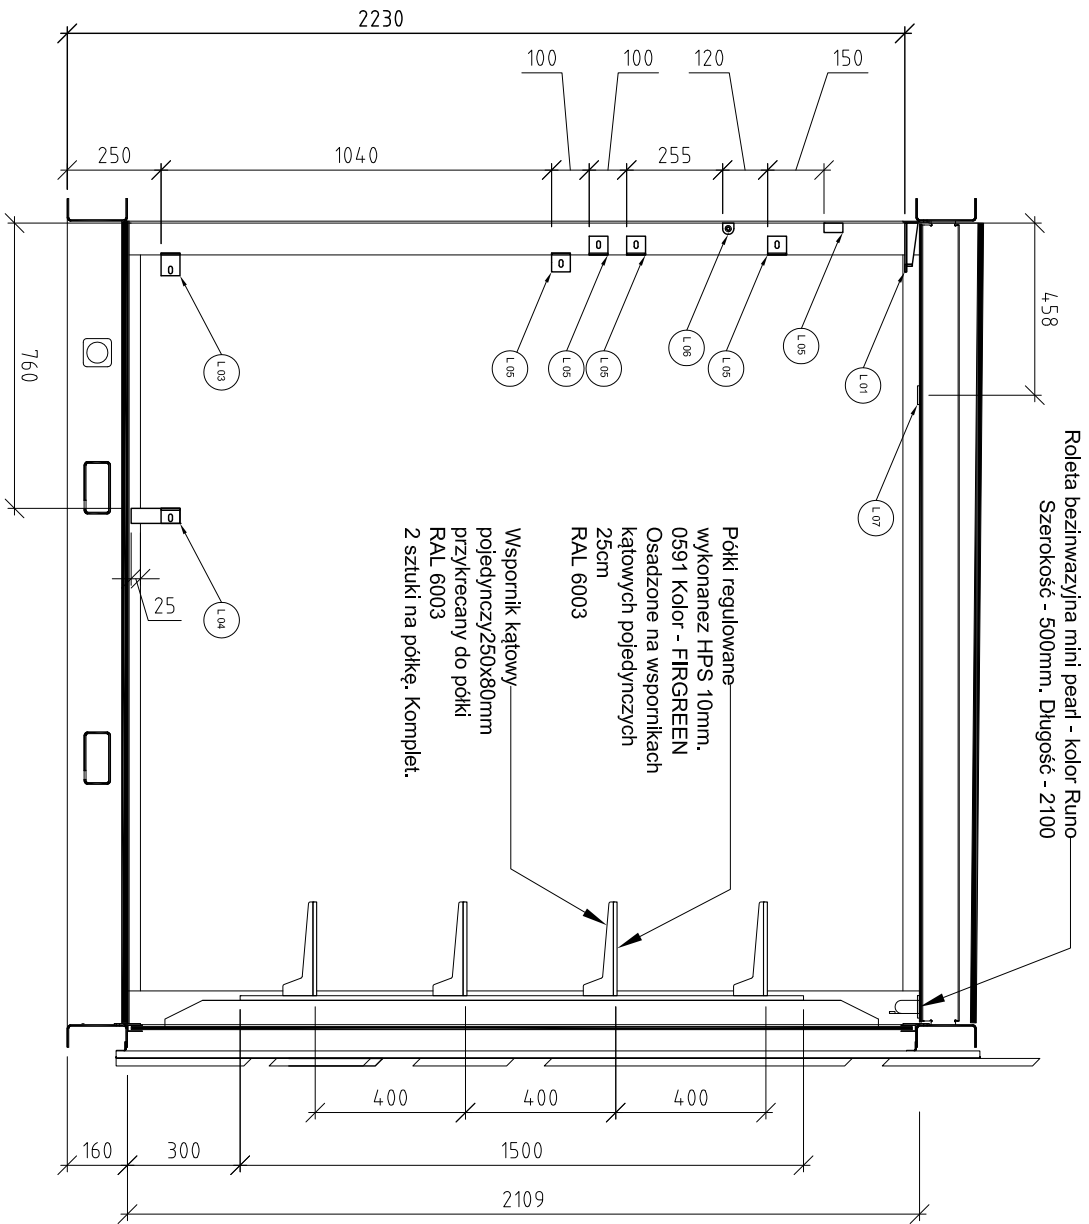 2230
100
100
120
150
250
1040
255
458
760
25
L 03
L 05
L 05
L 05
L 06
L 05
L 05
L 01
L 07
L 04
Roleta bezinwazyjna mini pearl - kolor Runo
Szerokość - 500mm. Długość - 2100
Półki regulowane
wykonanez HPS 10mm.
0591 Kolor - FIRGREEN
Osadzone na wspornikach
kątowych pojedynczych
25cm
RAL 6003
Wspornik kątowy
pojedynczy250x80mm
przykrecany do półki
RAL 6003
2 sztuki na półkę. Komplet.
400
400
400
160
300
1500
2109